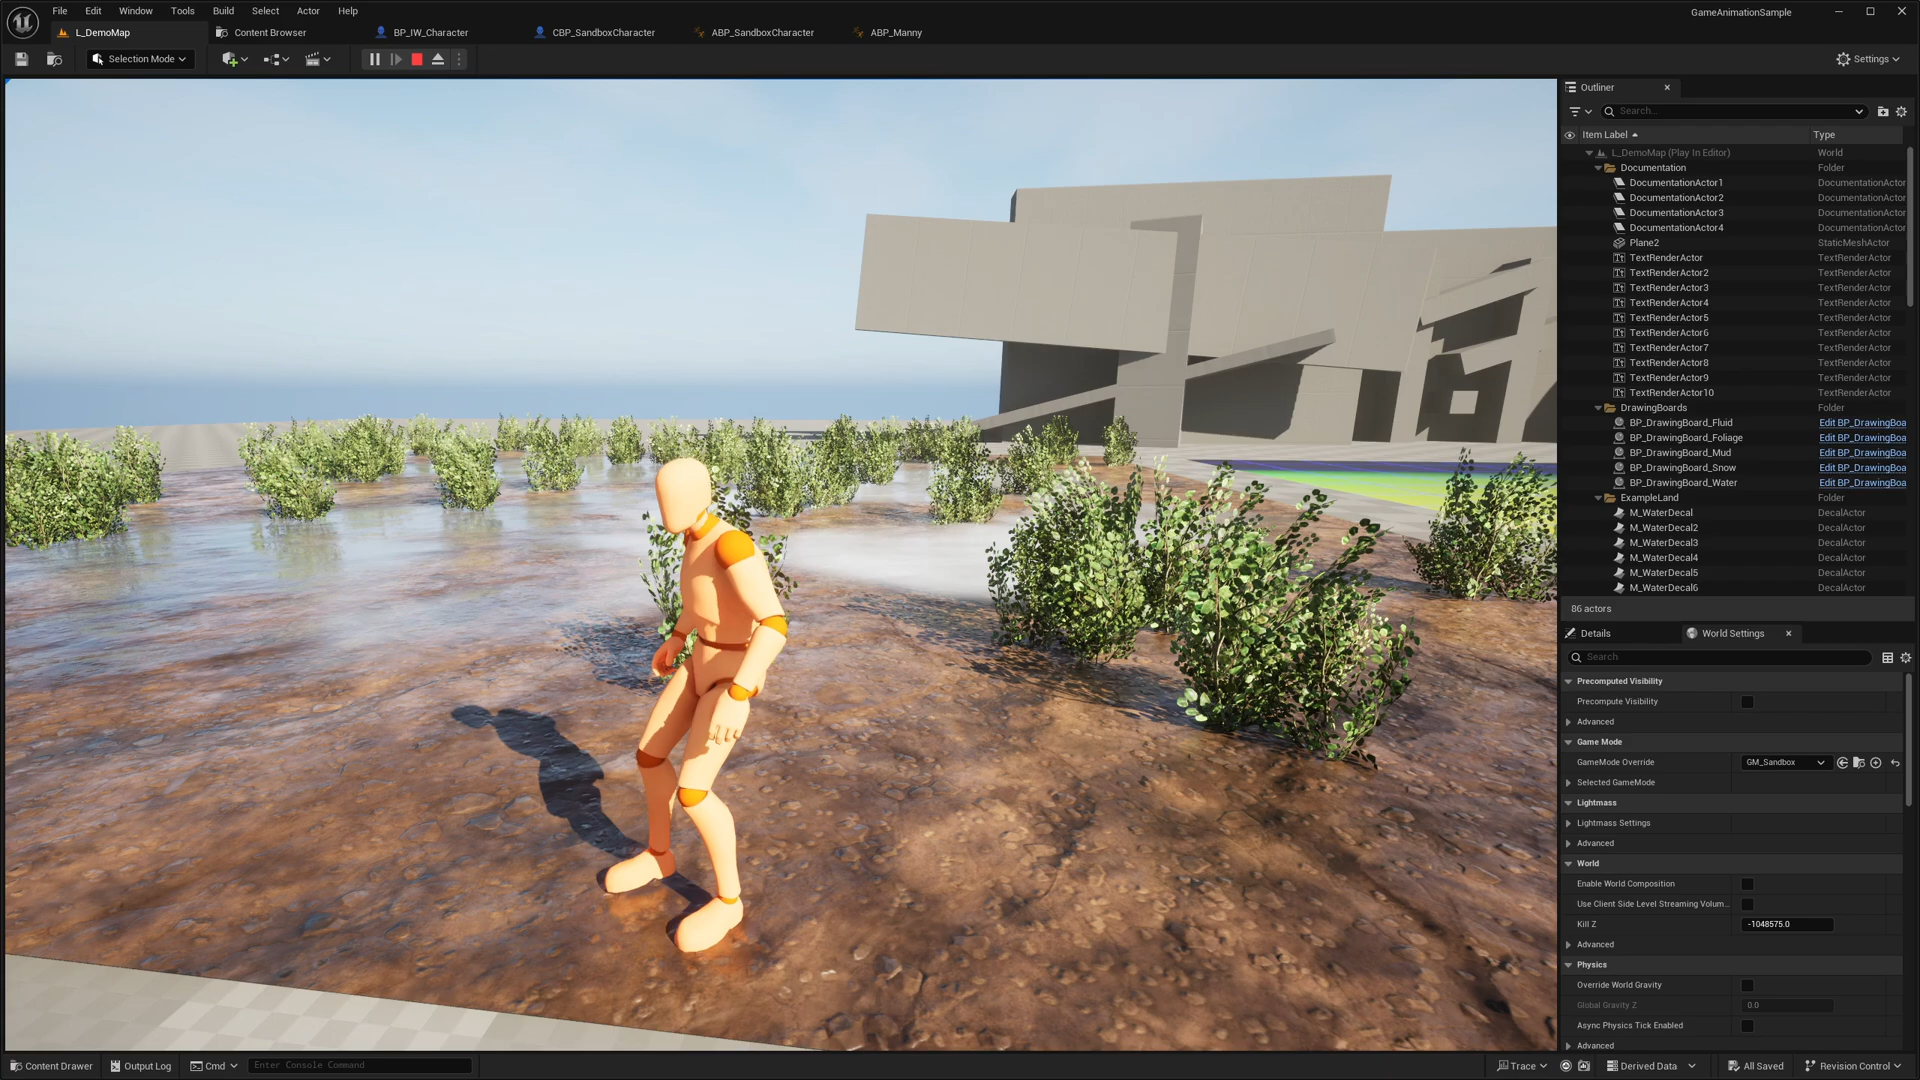 File Edit Window Tools Build Select Actor Help
GameAnimationSample
L_DemoMap Content Browser BP_IW_Character CBP_SandboxCharacter ABP_SandboxCharacter ABP_Manny
Selection Mode
Settings
Outliner
Search...
Item Label Type
L_DemoMap (Play In Editor) World
Documentation Folder
DocumentationActor1 DocumentationActor
DocumentationActor2 DocumentationActor
DocumentationActor3 DocumentationActor
DocumentationActor4 DocumentationActor
Plane2 StaticMeshActor
TextRenderActor TextRenderActor
TextRenderActor2 TextRenderActor
TextRenderActor3 TextRenderActor
TextRenderActor4 TextRenderActor
TextRenderActor5 TextRenderActor
TextRenderActor6 TextRenderActor
TextRenderActor7 TextRenderActor
TextRenderActor8 TextRenderActor
TextRenderActor9 TextRenderActor
TextRenderActor10 TextRenderActor
DrawingBoards Folder
BP_DrawingBoard_Fluid Edit BP_DrawingBoa
BP_DrawingBoard_Foliage Edit BP_DrawingBoa
BP_DrawingBoard_Mud Edit BP_DrawingBoa
BP_DrawingBoard_Snow Edit BP_DrawingBoa
BP_DrawingBoard_Water Edit BP_DrawingBoa
ExampleLand Folder
M_WaterDecal DecalActor
M_WaterDecal2 DecalActor
M_WaterDecal3 DecalActor
M_WaterDecal4 DecalActor
M_WaterDecal5 DecalActor
M_WaterDecal6 DecalActor
86 actors
Details World Settings
Search
Precomputed Visibility
Precompute Visibility
Advanced
Game Mode
GameMode Override GM_Sandbox
Selected GameMode
Lightmass
Lightmass Settings
Advanced
World
Enable World Composition
Use Client Side Level Streaming Volum...
Kill Z -1048575.0
Advanced
Physics
Override World Gravity
Global Gravity Z 0.0
Async Physics Tick Enabled
Advanced
Content Drawer Output Log Cmd Enter Console Command Trace Derived Data All Saved Revision Control